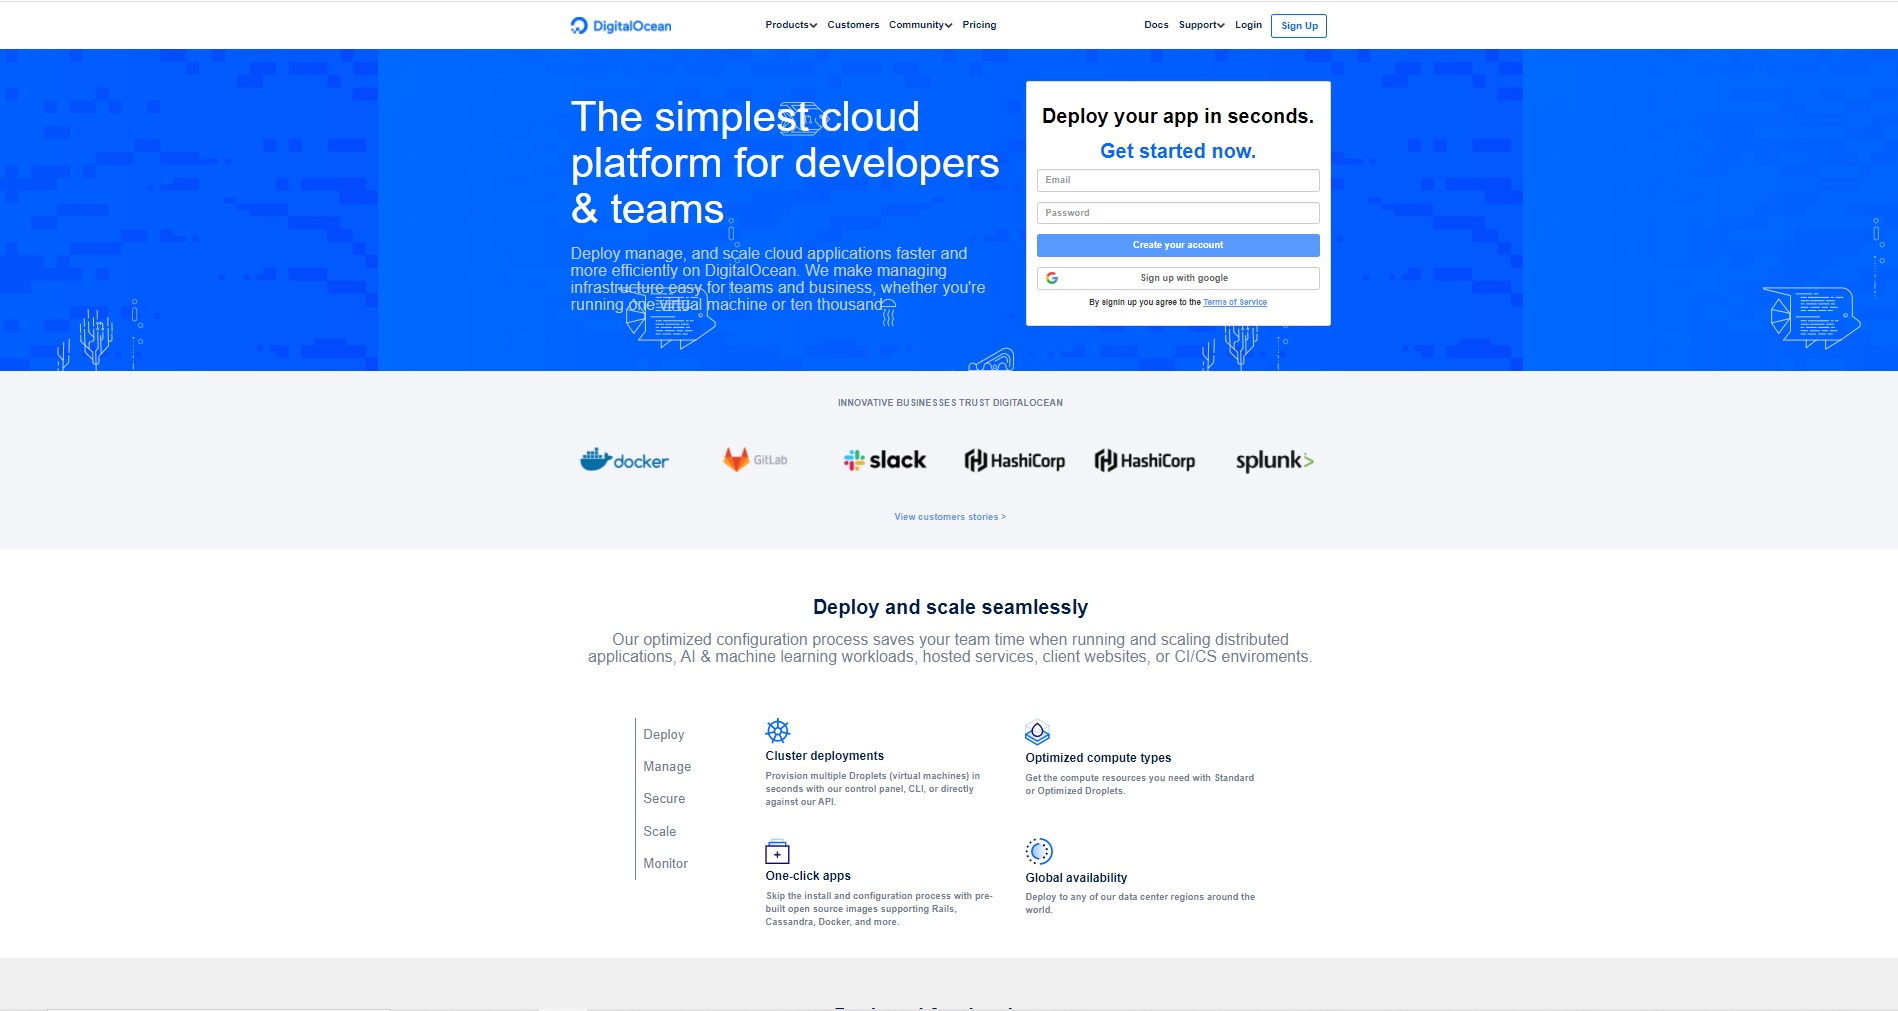 DigitalOcean
Products Customers Community Pricing
Docs Support Login Sign Up
The simplest cloud
platform for developers
& teams
Deploy manage, and scale cloud applications faster and
more efficiently on DigitalOcean. We make managing
infrastructure easy for teams and business, whether you're
running one virtual machine or ten thousand
Deploy your app in seconds.
Get started now.
Email
Password
Create your account
Sign up with google
By signin up you agree to the Terms of Service
INNOVATIVE BUSINESSES TRUST DIGITALOCEAN
docker GitLab slack HashiCorp HashiCorp splunk>
View customers stories >
Deploy and scale seamlessly
Our optimized configuration process saves your team time when running and scaling distributed
applications, AI & machine learning workloads, hosted services, client websites, or CI/CS enviroments.
Deploy
Manage
Secure
Scale
Monitor
Cluster deployments
Provision multiple Droplets (virtual machines) in
seconds with our control panel, CLI, or directly
against our API.
Optimized compute types
Get the compute resources you need with Standard
or Optimized Droplets.
One-click apps
Skip the install and configuration process with pre-
built open source images supporting Rails,
Cassandra, Docker, and more.
Global availability
Deploy to any of our data center regions around the
world.